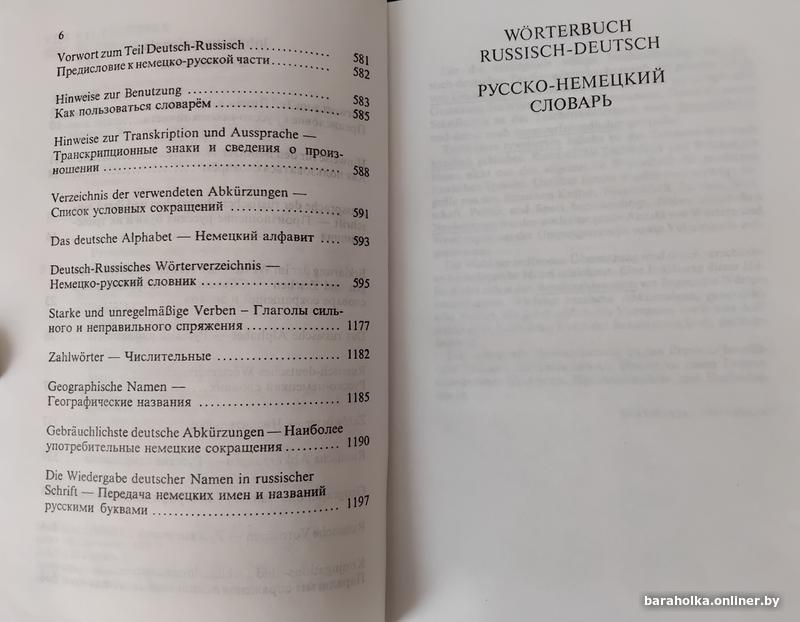 6
Vorwort zum Teil Deutsch-Russisch .............. 581
Предисловие к немецко-русской части............ 582
Hinweise zur Benutzung ........................ 583
Как пользоваться словарём ..................... 585
Hinweise zur Transkription und Aussprache —
Транскрипционные знаки и сведения о произ-
ношении ....................................... 588
Verzeichnis der verwendeten Abkürzungen —
Список условных сокращений .................... 591
Das deutsche Alphabet — Немецкий алфавит .... 593
Deutsch-Russisches Wörterverzeichnis —
Немецко-русский словник ....................... 595
Starke und unregelmäßige Verben – Глаголы силь-
ного и неправильного спряжения ................ 1177
Zahlwörter — Числительные ..................... 1182
Geographische Namen —
Географические названия ....................... 1185
Gebräuchlichste deutsche Abkürzungen — Наиболее
употребительные немецкие сокращения ......... 1190
Die Wiedergabe deutscher Namen in russischer
Schrift — Передача немецких имен и названий
русскими буквами .............................. 1197
WÖRTERBUCH
RUSSISCH-DEUTSCH
РУССКО-НЕМЕЦКИЙ
СЛОВАРЬ
baraholka.onliner.by